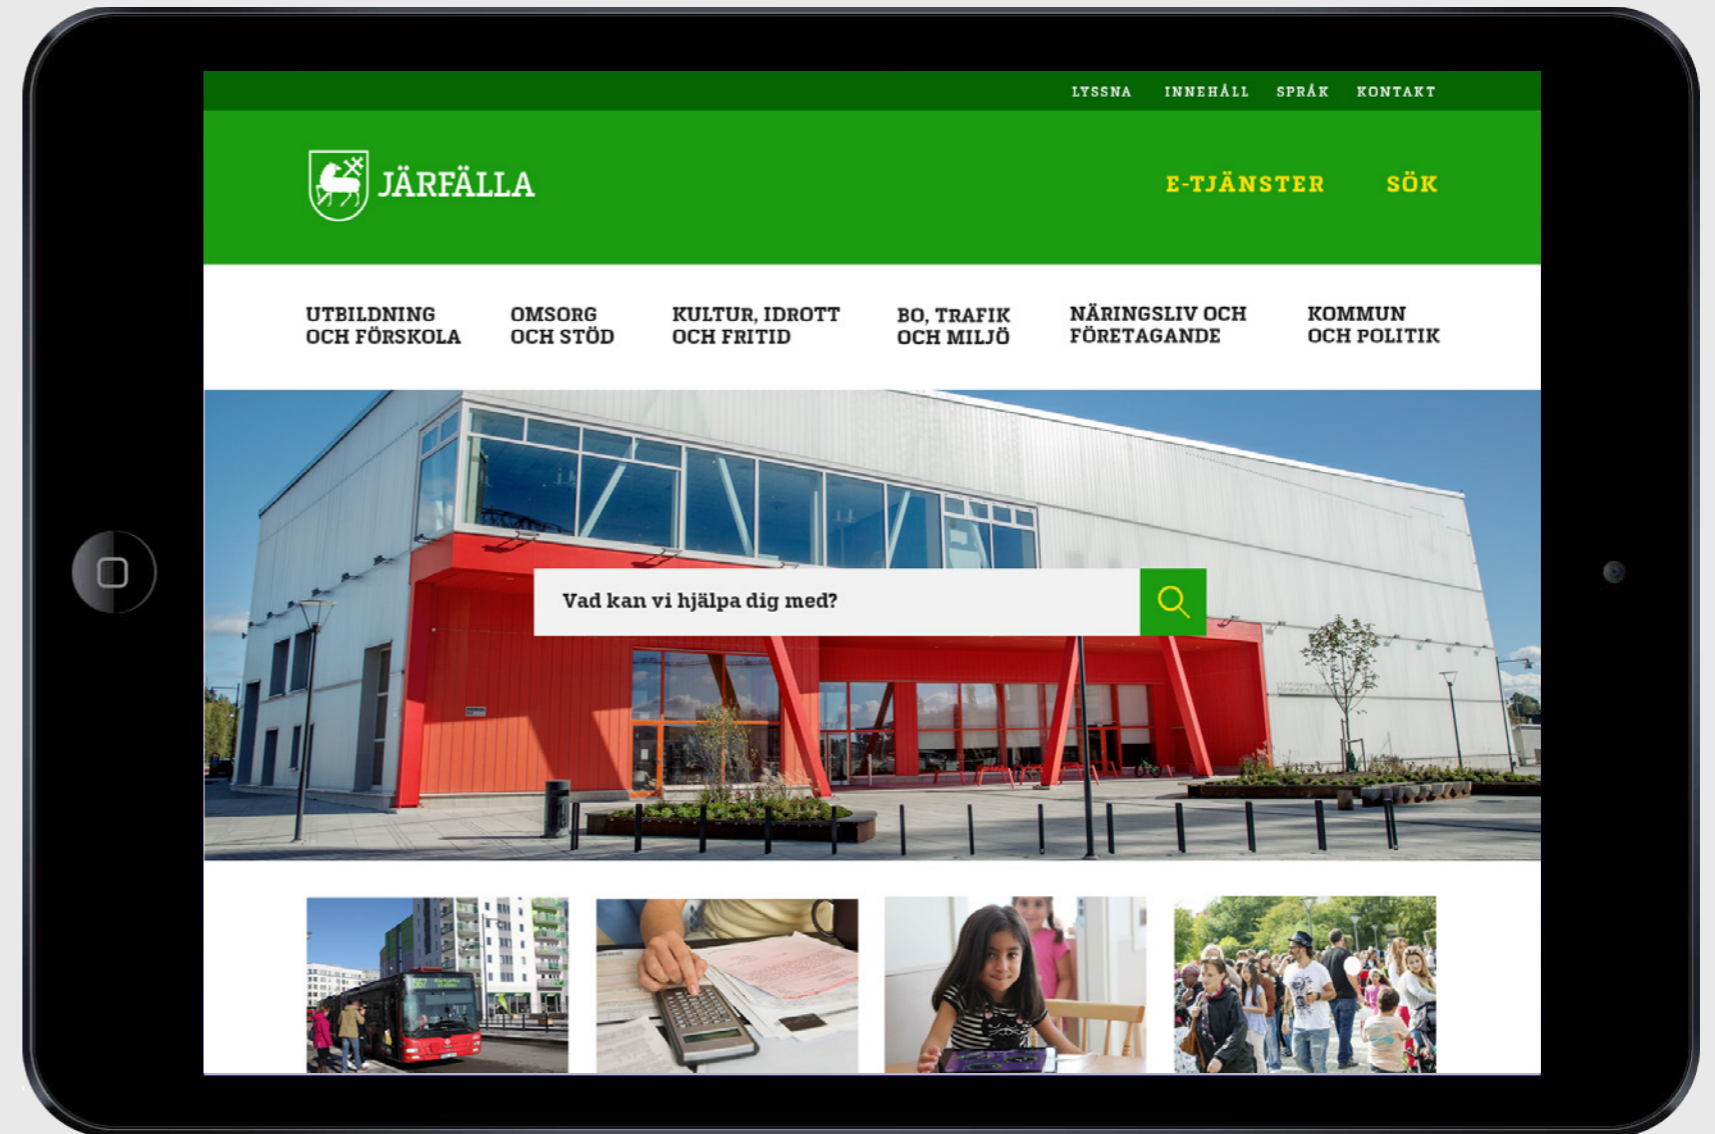 LYSSNA INNEHÅLL SPRÅK KONTAKT
JÄRFÄLLA
E-TJÄNSTER SÖK
UTBILDNING
OCH FÖRSKOLA
OMSORG
OCH STÖD
KULTUR, IDROTT
OCH FRITID
BO, TRAFIK
OCH MILJÖ
NÄRINGSLIV OCH
FÖRETAGANDE
KOMMUN
OCH POLITIK
Vad kan vi hjälpa dig med?
567